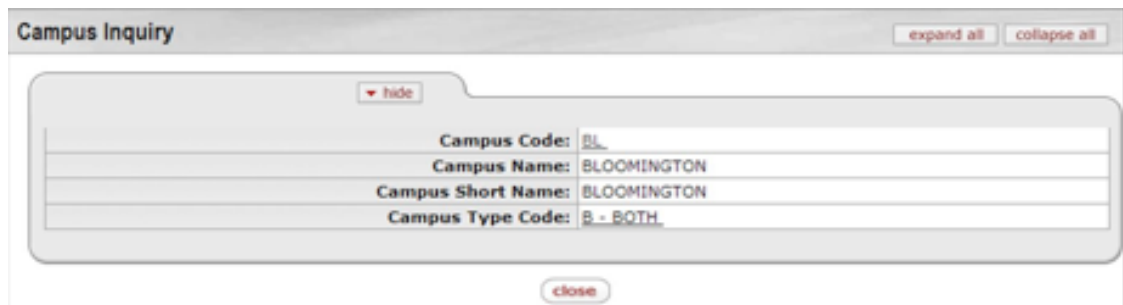 Campus Inquiry expand all collapse all
hide
Campus Code: BL
Campus Name: BLOOMINGTON
Campus Short Name: BLOOMINGTON
Campus Type Code: B - BOTH
close